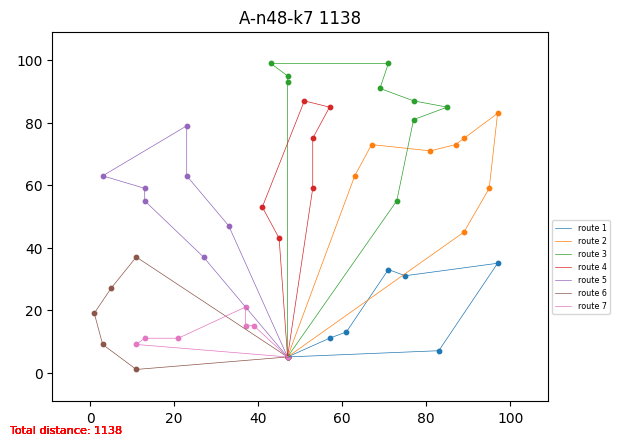 A-n48-k7 1138
100
80
60
40
20
0
0 20 40 60 80 100
route 1
route 2
route 3
route 4
route 5
route 6
route 7
Total distance: 1138